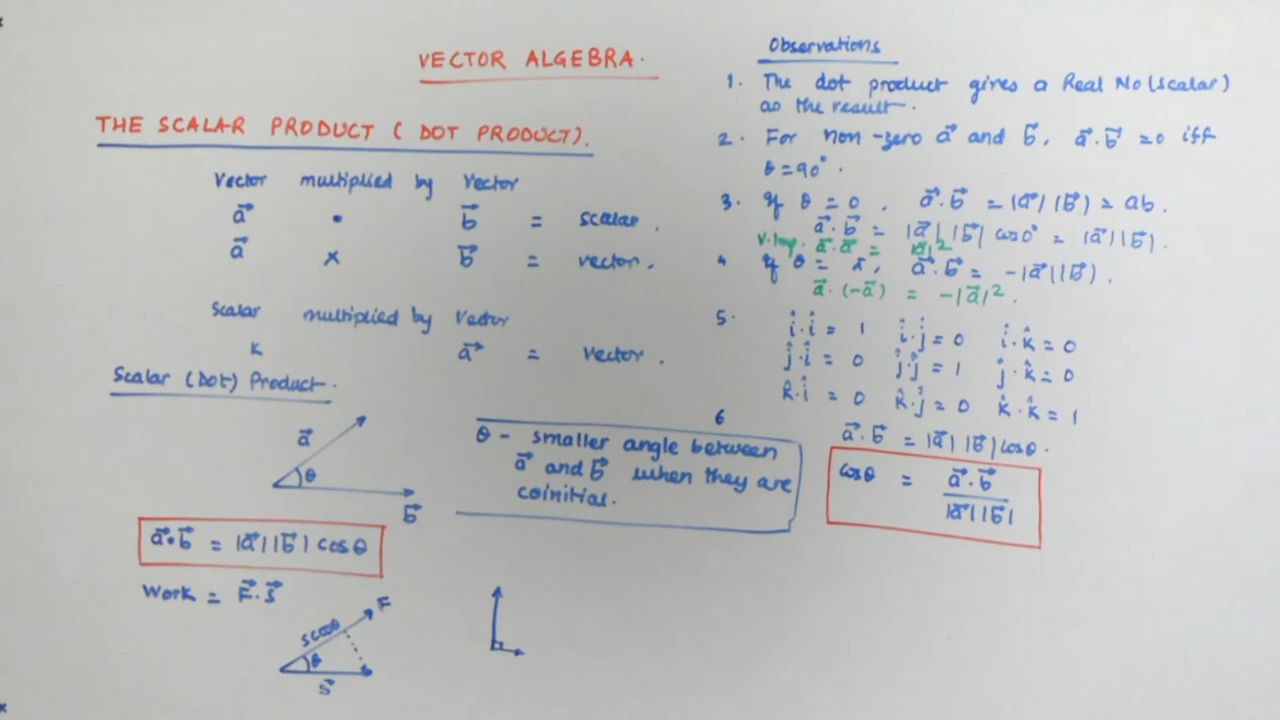 VECTOR ALGEBRA.
THE SCALAR PRODUCT ( DOT PRODUCT).
Vector multiplied by Vector
a⃗ • b⃗ = scalar.
a⃗ × b⃗ = vector.
Scalar multiplied by Vector
K a⃗ = vector.
Scalar (Dot) Product.
a⃗
θ
b⃗
a⃗•b⃗ = |a⃗||b⃗| cosθ
Work = F⃗.S⃗
F
S cosθ
θ
S⃗
θ - smaller angle between
a⃗ and b⃗ when they are
coinitial.
Observations
1. The dot product gives a Real No (Scalar)
as the result.
2. For non-zero a⃗ and b⃗, a⃗.b⃗ = 0 iff
θ = 90°.
3. If θ = 0, a⃗.b⃗ = |a⃗||b⃗| = ab.
a⃗.b⃗ = |a⃗||b⃗| cos0° = |a⃗||b⃗|.
V.Imp. a⃗.a⃗ = |a⃗|²
4 If θ = π, a⃗.b⃗ = -|a⃗||b⃗|.
a⃗.(-a⃗) = -|a⃗|².
5. î.î = 1 î.ĵ = 0 î.k̂ = 0
ĵ.î = 0 ĵ.ĵ = 1 ĵ.k̂ = 0
k̂.î = 0 k̂.ĵ = 0 k̂.k̂ = 1
6 a⃗.b⃗ = |a⃗||b⃗|cosθ.
cosθ = a⃗.b⃗ / |a⃗||b⃗|